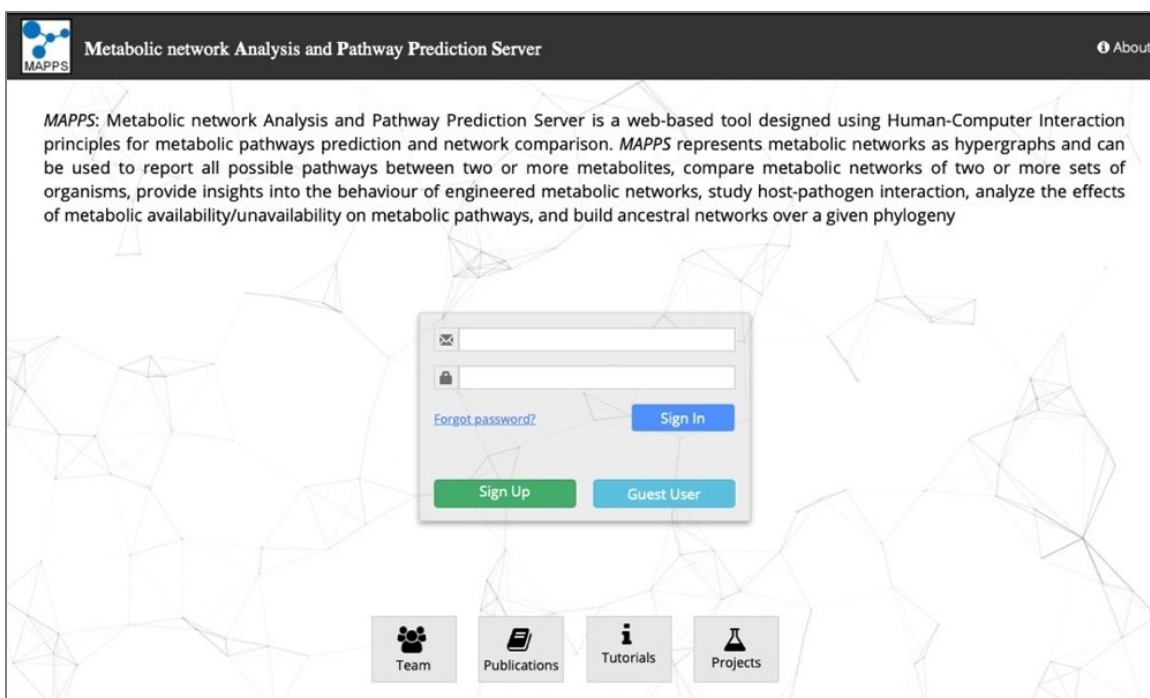 MAPPS
Metabolic network Analysis and Pathway Prediction Server
About
MAPPS: Metabolic network Analysis and Pathway Prediction Server is a web-based tool designed using Human-Computer Interaction
principles for metabolic pathways prediction and network comparison. MAPPS represents metabolic networks as hypergraphs and can
be used to report all possible pathways between two or more metabolites, compare metabolic networks of two or more sets of
organisms, provide insights into the behaviour of engineered metabolic networks, study host-pathogen interaction, analyze the effects
of metabolic availability/unavailability on metabolic pathways, and build ancestral networks over a given phylogeny
Forgot password?
Sign In
Sign Up
Guest User
Team
Publications
Tutorials
Projects